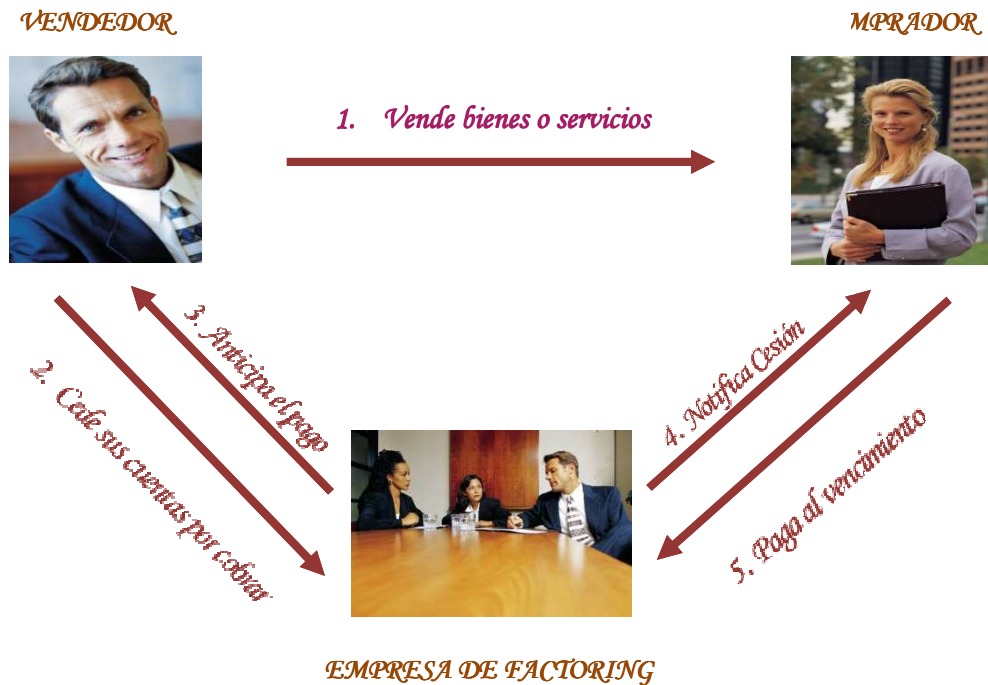 VENDEDOR
MPRADOR
1. Vende bienes o servicios
3. Anticipa el pago
2. Cede sus cuentas por cobrar
4. Notifica Cesión
5. Paga al vencimiento
EMPRESA DE FACTORING